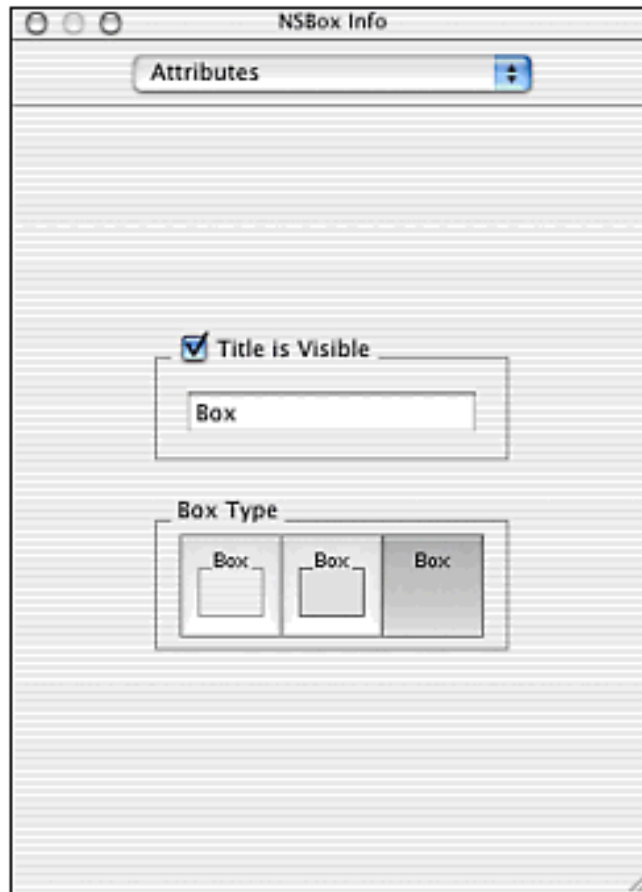 NSBox Info
Attributes
Title is Visible
Box
Box Type
Box Box Box